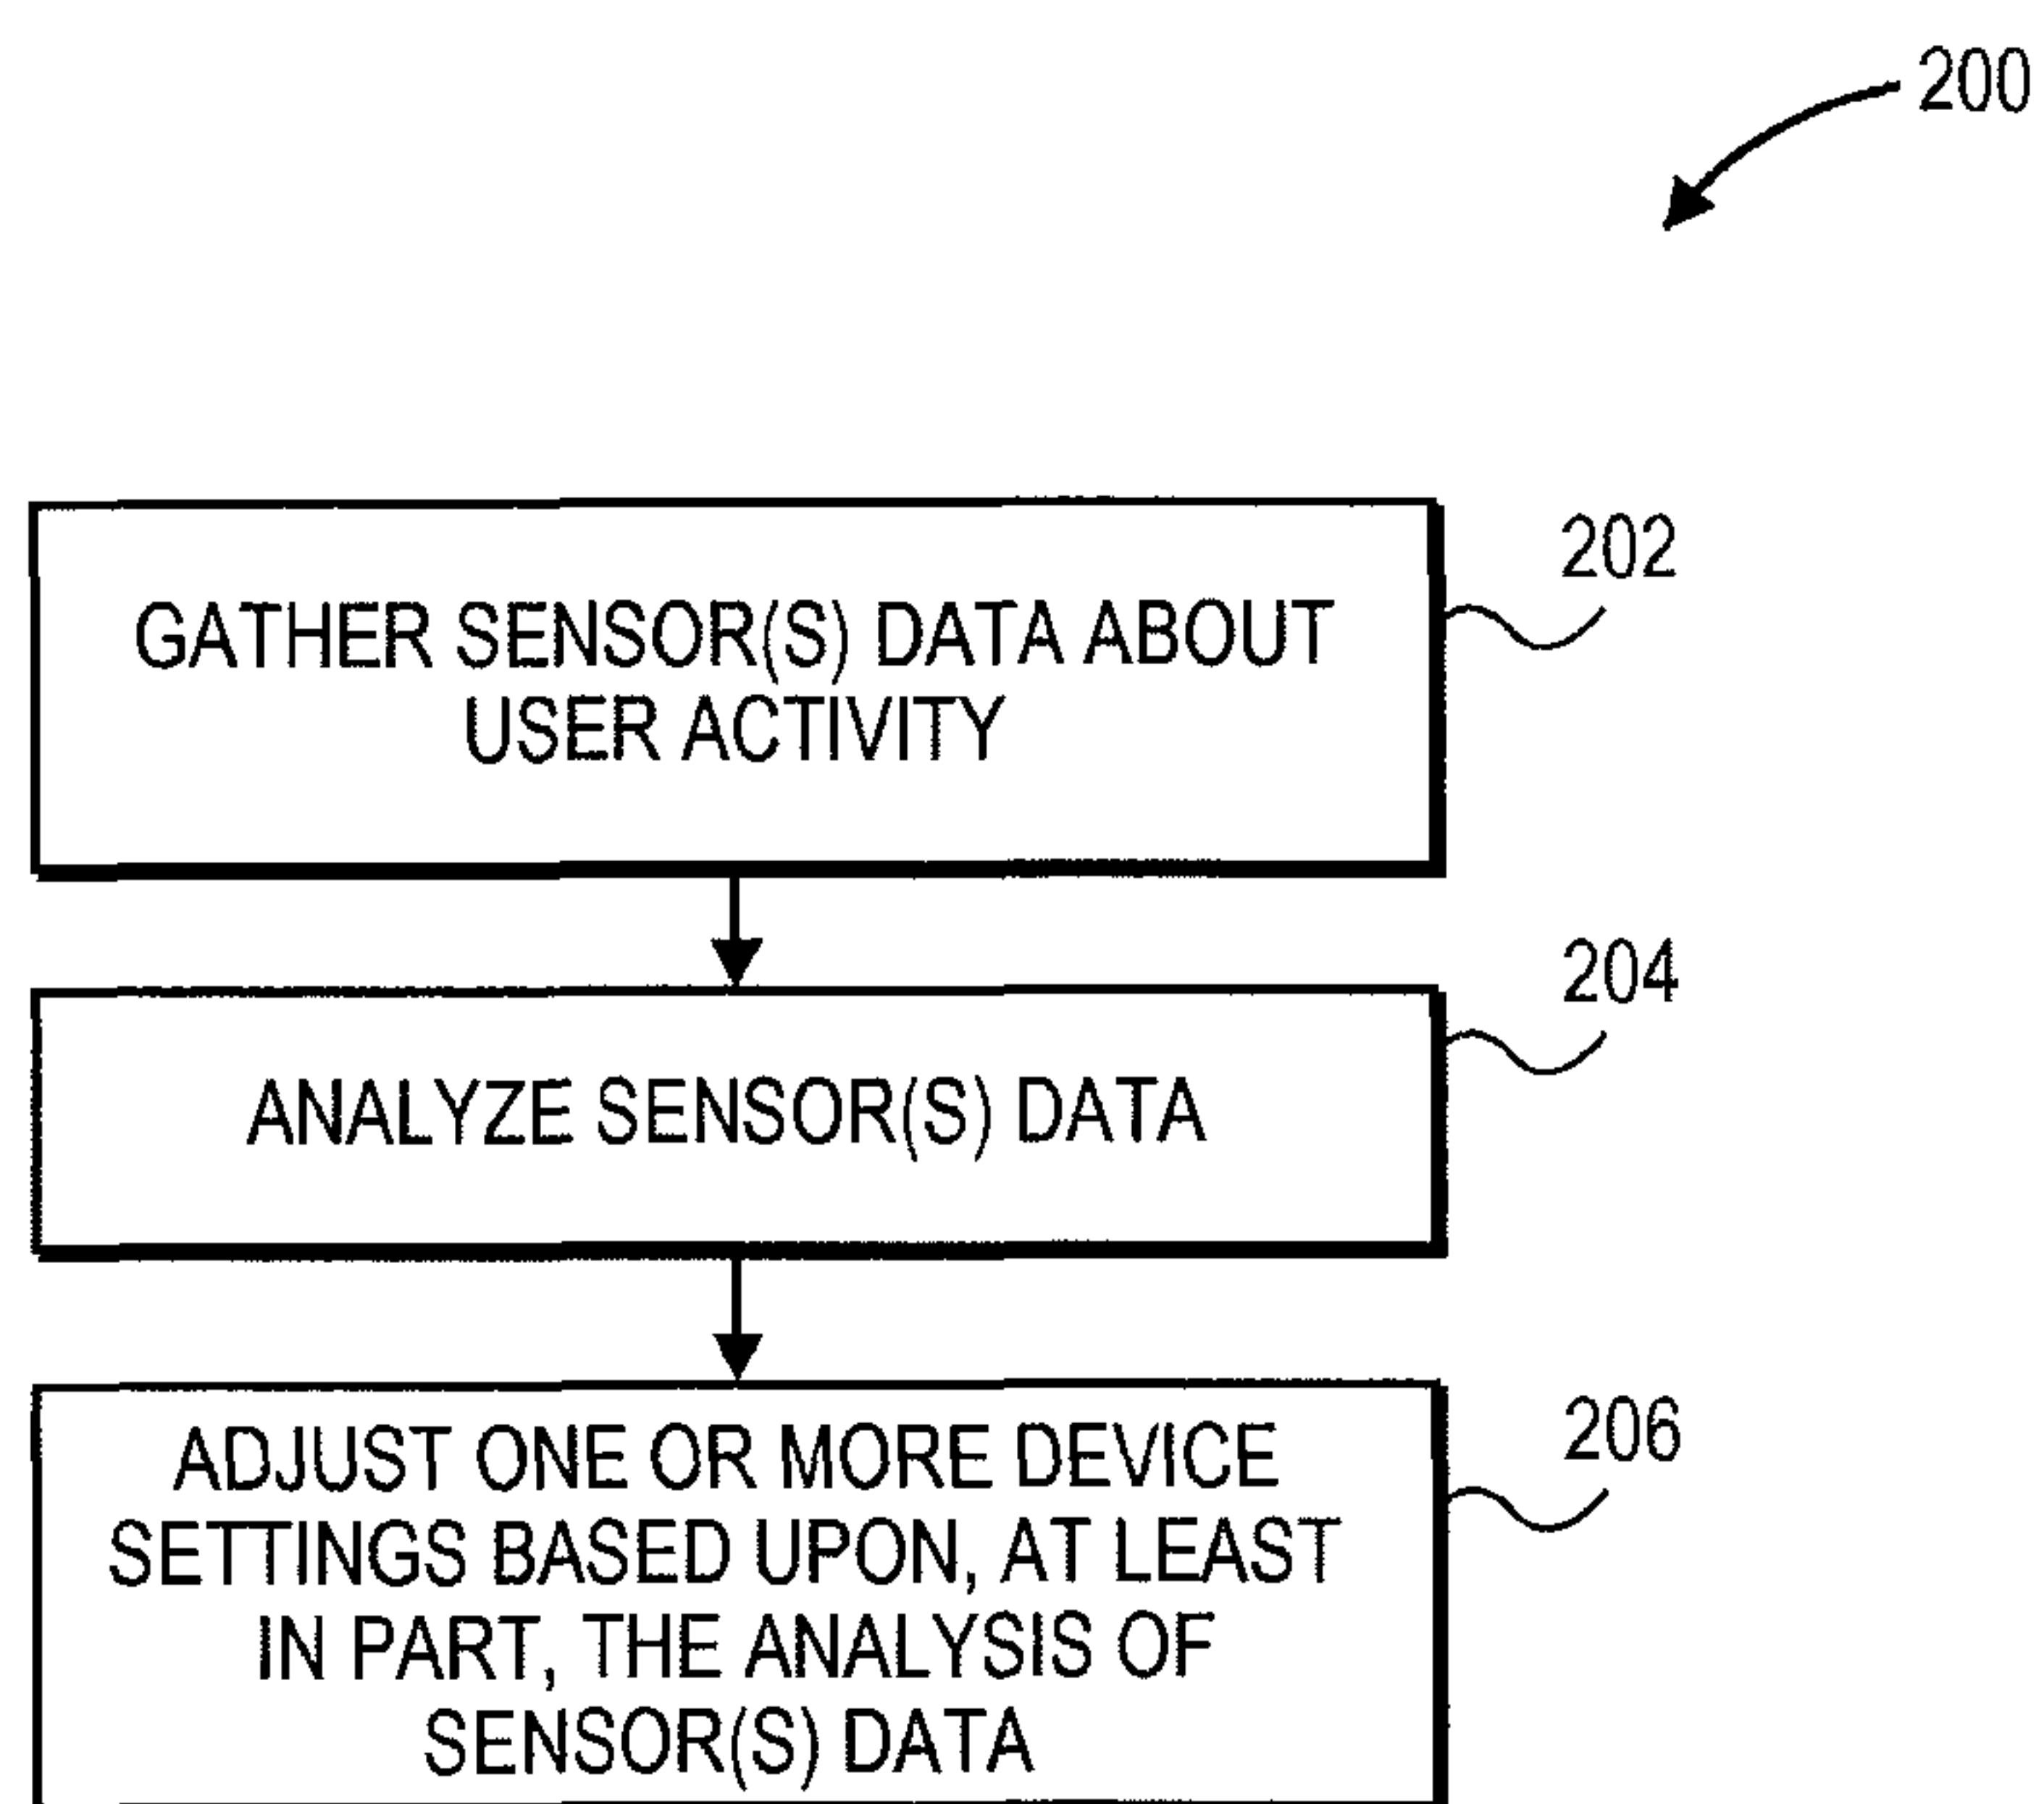 200
202
GATHER SENSOR(S) DATA ABOUT
USER ACTIVITY
204
ANALYZE SENSOR(S) DATA
206
ADJUST ONE OR MORE DEVICE
SETTINGS BASED UPON, AT LEAST
IN PART, THE ANALYSIS OF
SENSOR(S) DATA